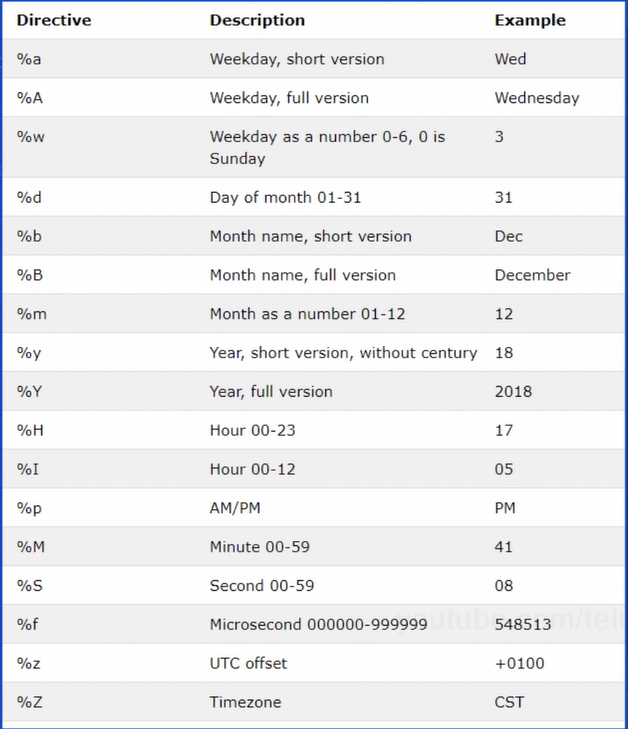 Directive Description Example
%a Weekday, short version Wed
%A Weekday, full version Wednesday
%w Weekday as a number 0-6, 0 is 3
Sunday
%d Day of month 01-31 31
%b Month name, short version Dec
%B Month name, full version December
%m Month as a number 01-12 12
%y Year, short version, without century 18
%Y Year, full version 2018
%H Hour 00-23 17
%I Hour 00-12 05
%p AM/PM PM
%M Minute 00-59 41
%S Second 00-59 08
youtube.com/
%f Microsecond 000000-999999 548513
%z UTC offset +0100
%Z Timezone CST